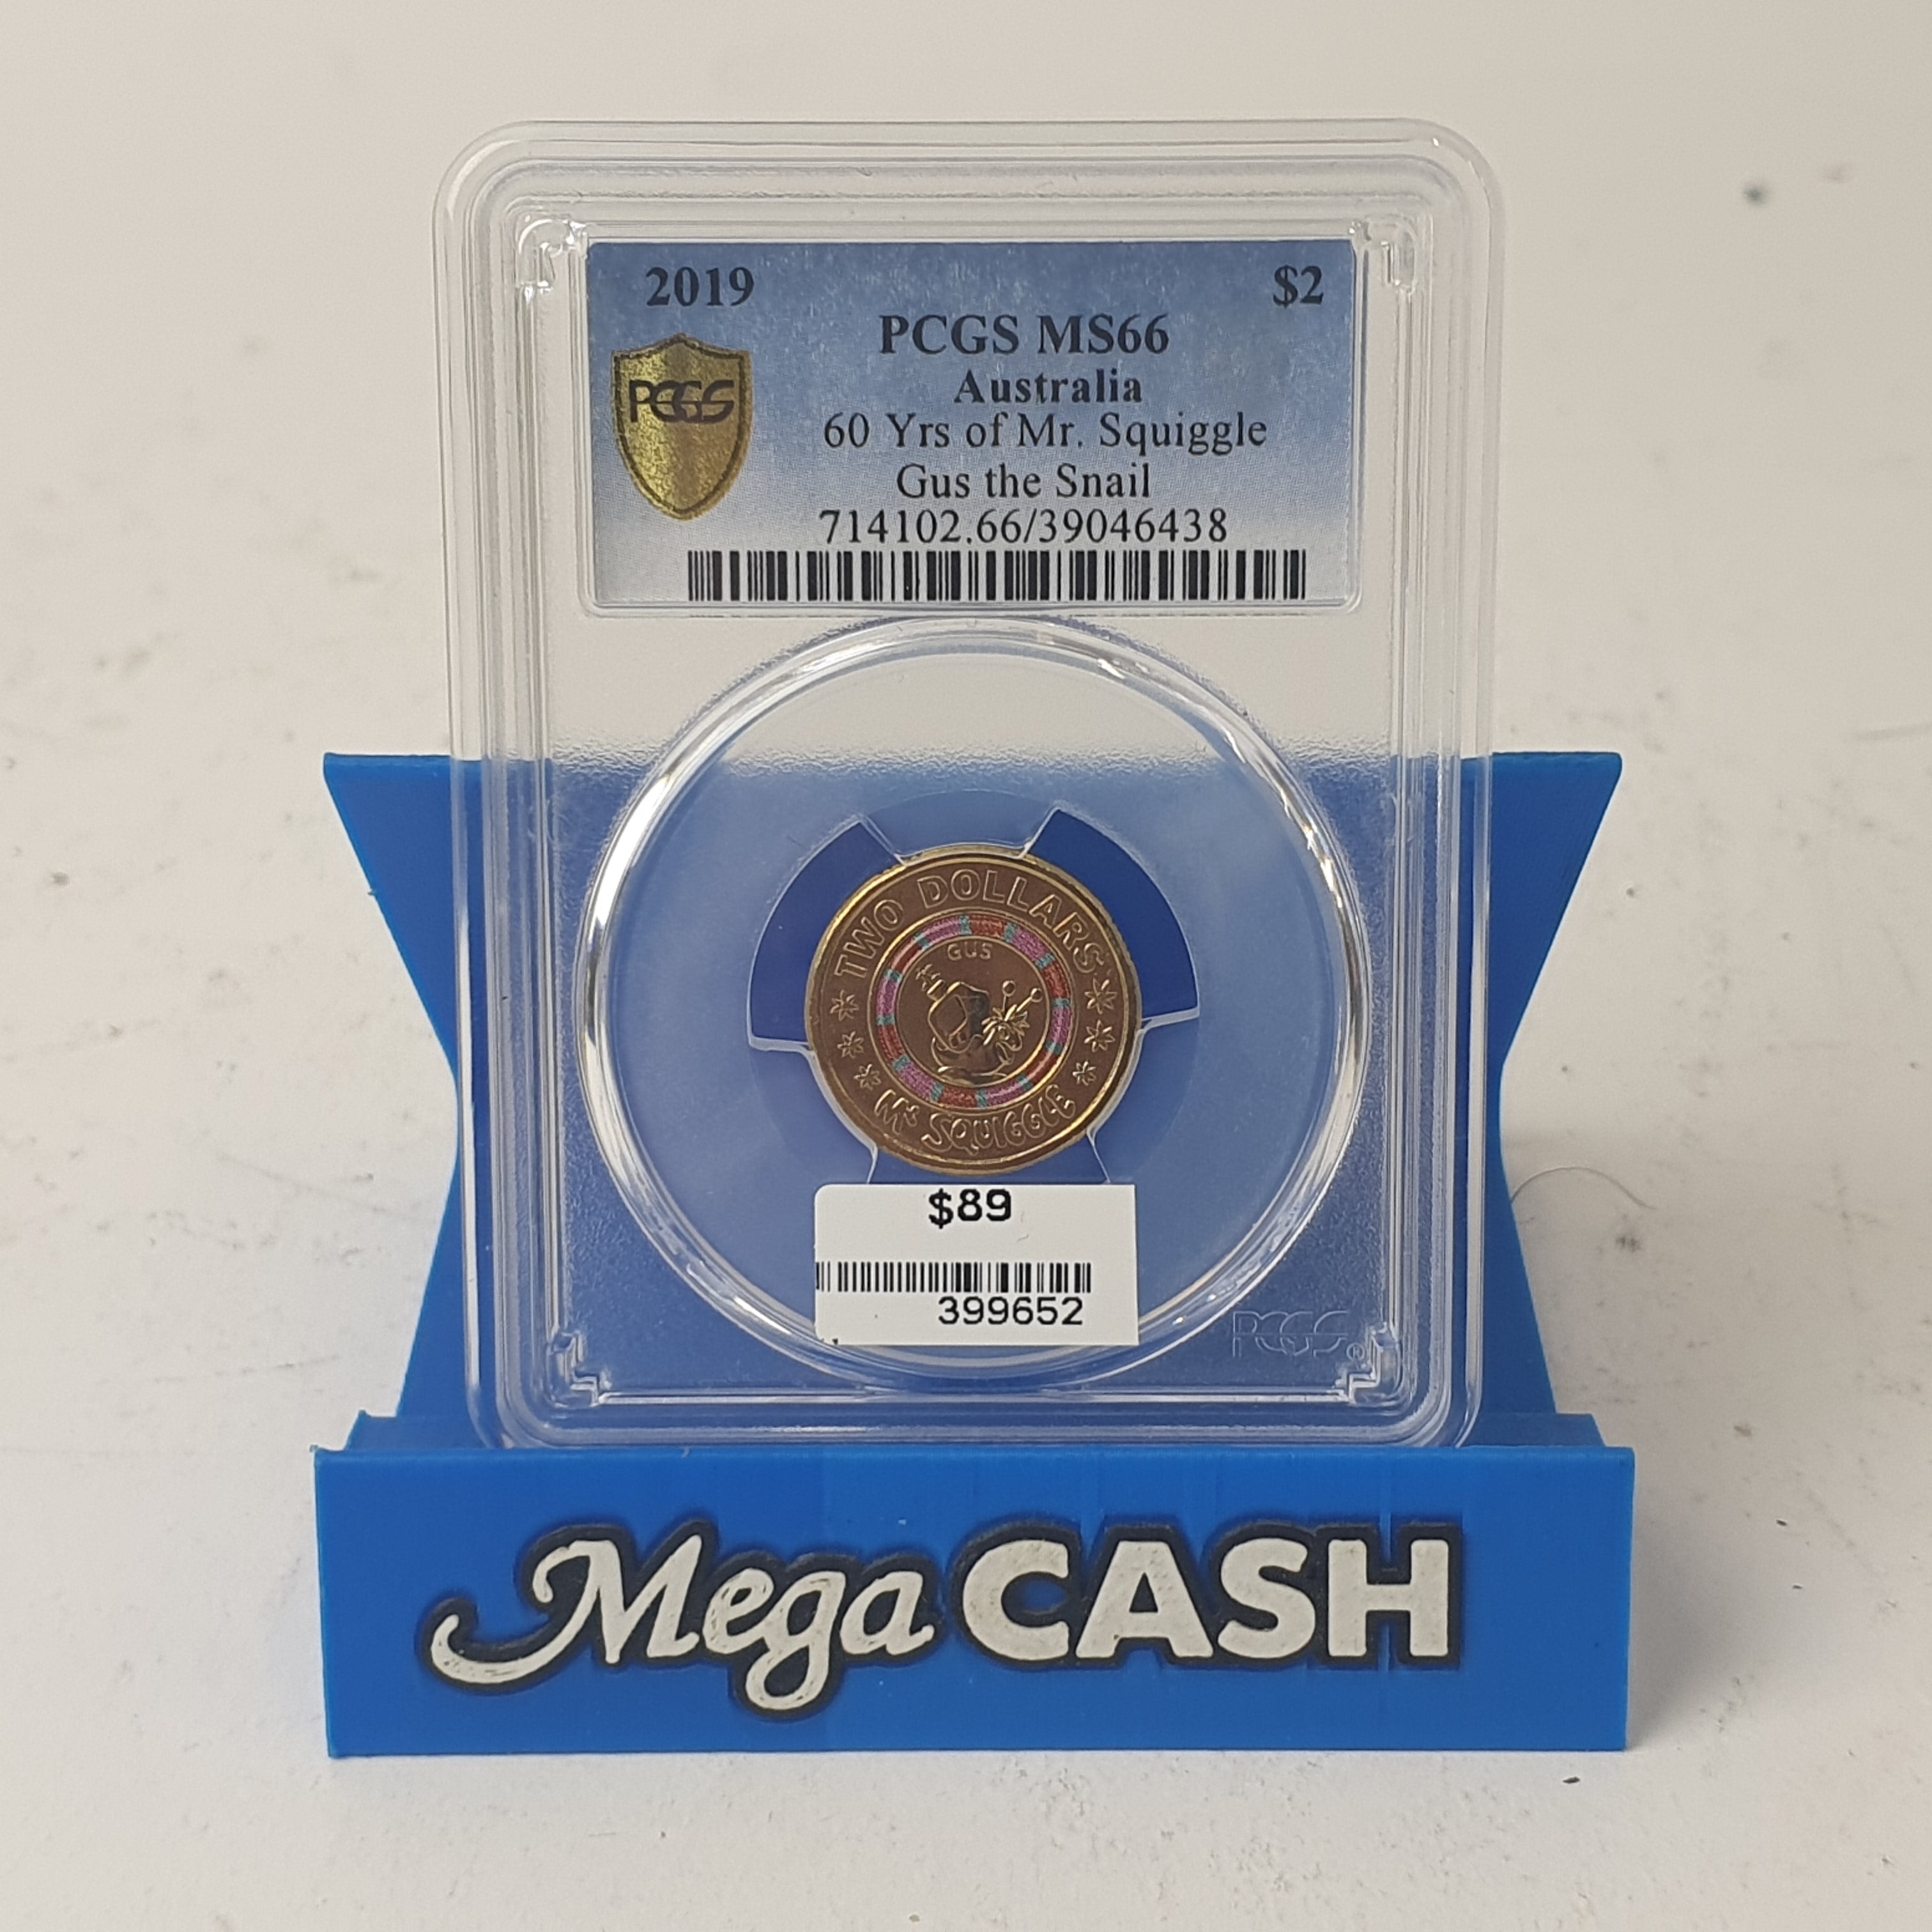 2019 $2
PCGS MS66
PCGS
Australia
60 Yrs of Mr. Squiggle
Gus the Snail
714102.66/39046438
TWO DOLLARS
GUS
Mr SQUIGGLE
$89
399652
PCGS
Mega CASH